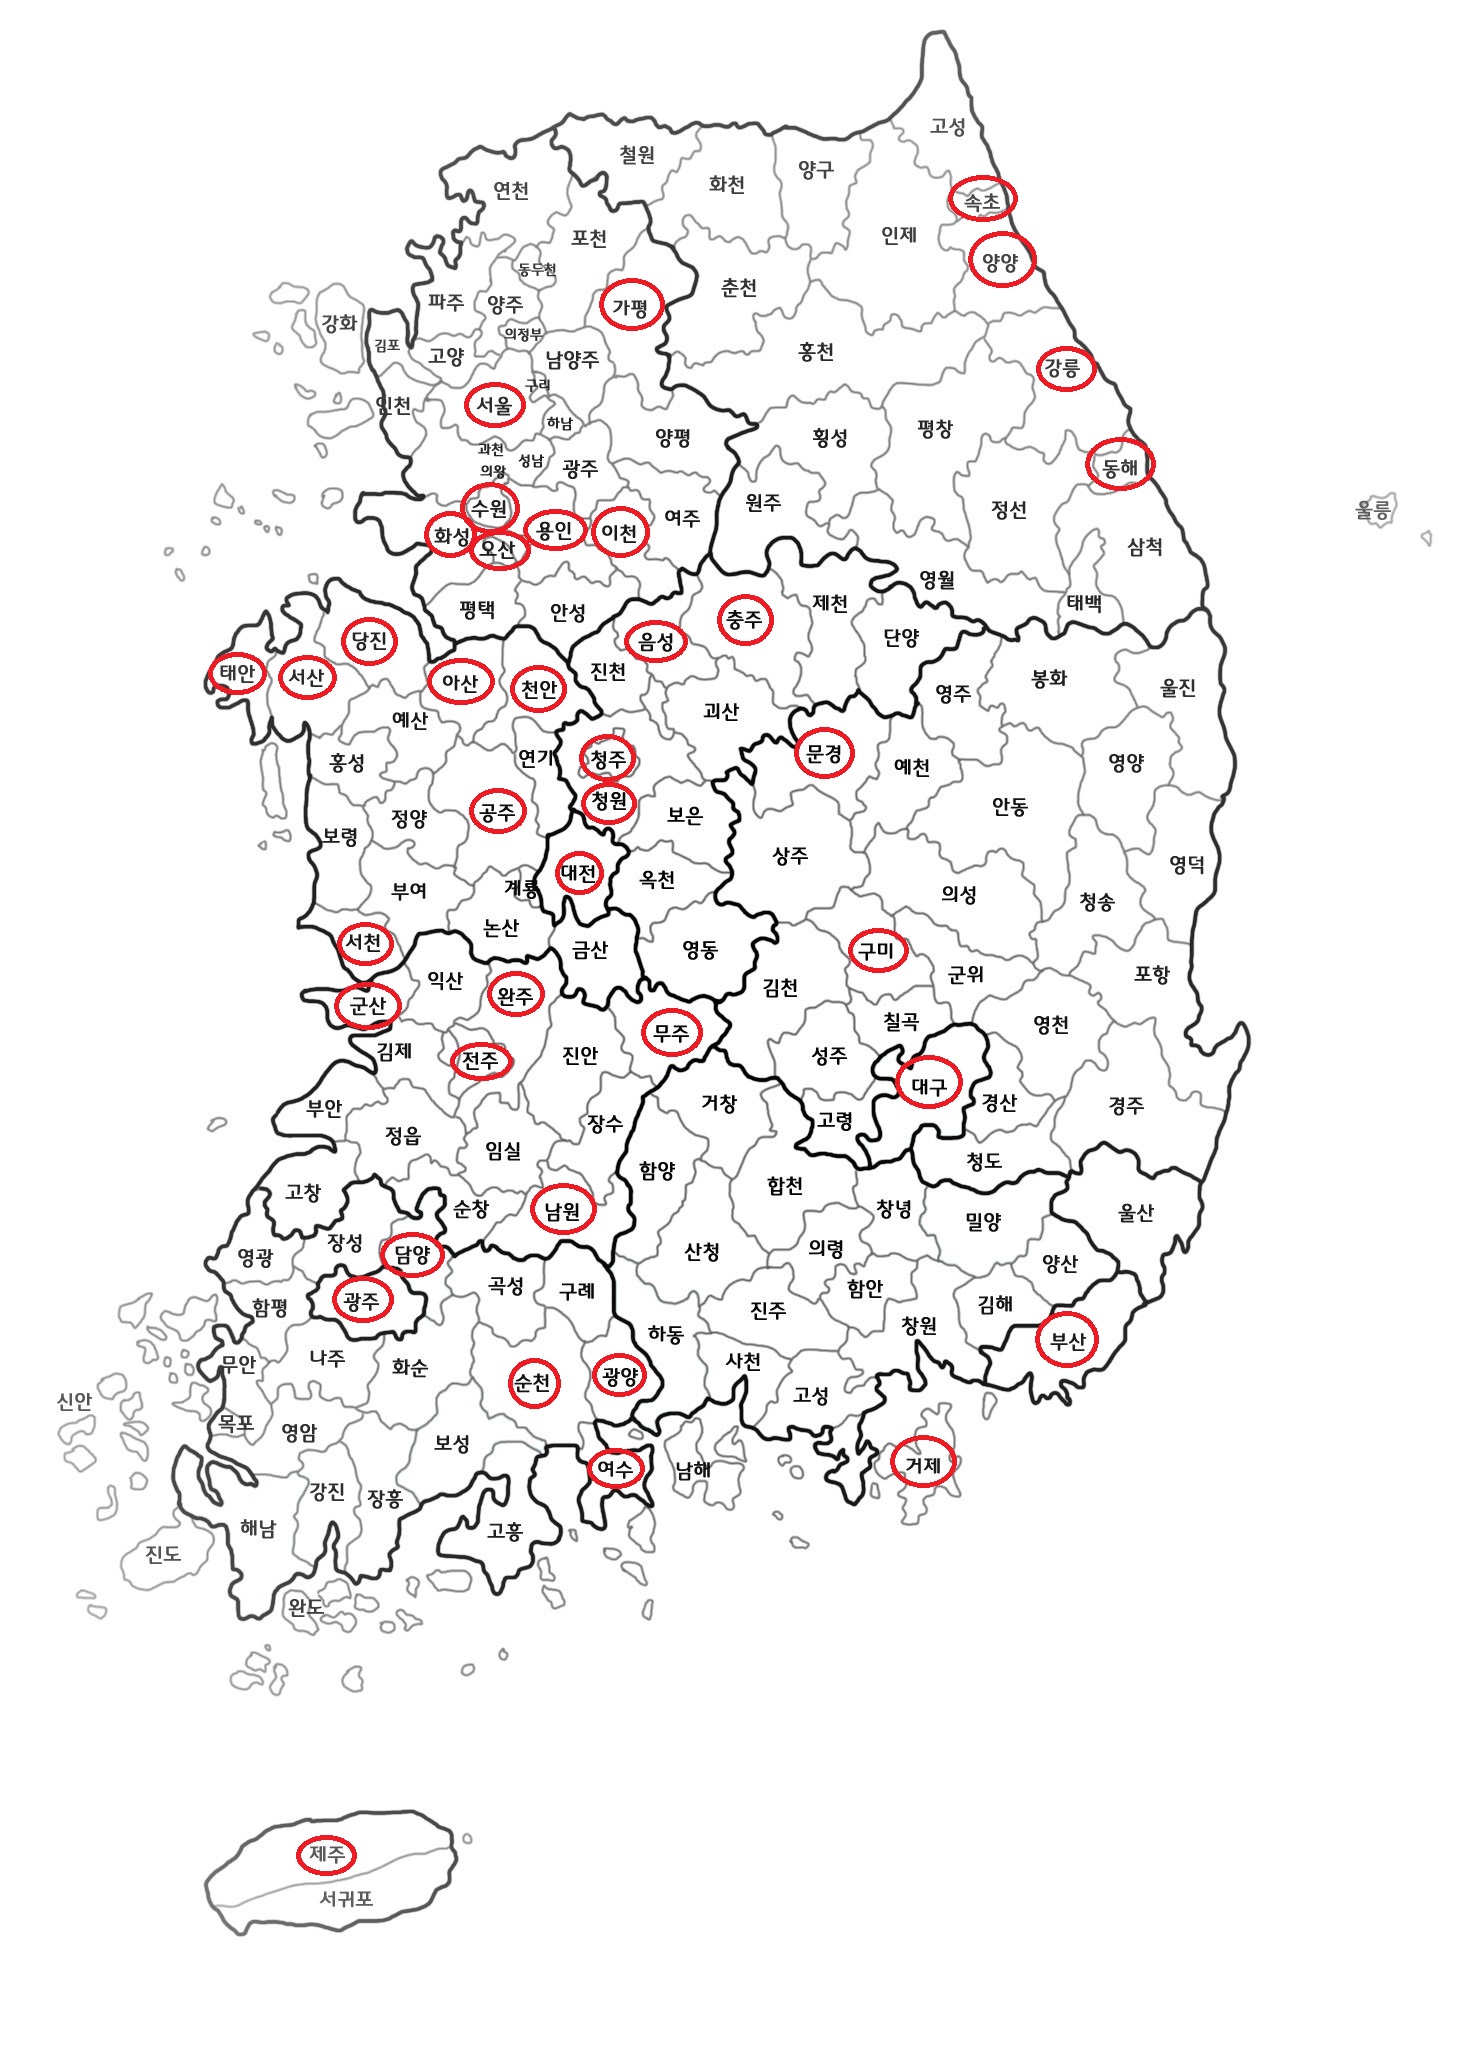 고성
철원
양구
화천
연천
속초
인제
포천
양양
동두천
춘천
파주
양주
가평
강화
의정부
김포
홍천
고양
남양주
강릉
구리
서울
인천
하남
평창
양평
횡성
과천
성남
광주
동해
의왕
원주
수원
정선
울릉
여주
용인
이천
화성
오산
삼척
영월
제천
태백
평택
안성
충주
단양
당진
음성
태안
서산
진천
봉화
아산
천안
울진
영주
괴산
예산
문경
연기
청주
홍성
영양
예천
청원
안동
공주
보은
정양
보령
상주
영덕
대전
옥천
계룡
부여
의성
청송
논산
서천
금산
영동
구미
포항
군위
익산
김천
완주
군산
칠곡
영천
무주
김제
진안
성주
전주
대구
거창
경산
경주
부안
고령
장수
정읍
임실
청도
함양
합천
고창
순창
남원
창녕
울산
밀양
장성
의령
산청
담양
영광
양산
곡성
구례
함안
광주
김해
함평
진주
창원
하동
부산
나주
사천
무안
화순
광양
순천
고성
신안
목포
영암
보성
거제
여수
남해
강진
장흥
해남
고흥
진도
완도
제주
서귀포